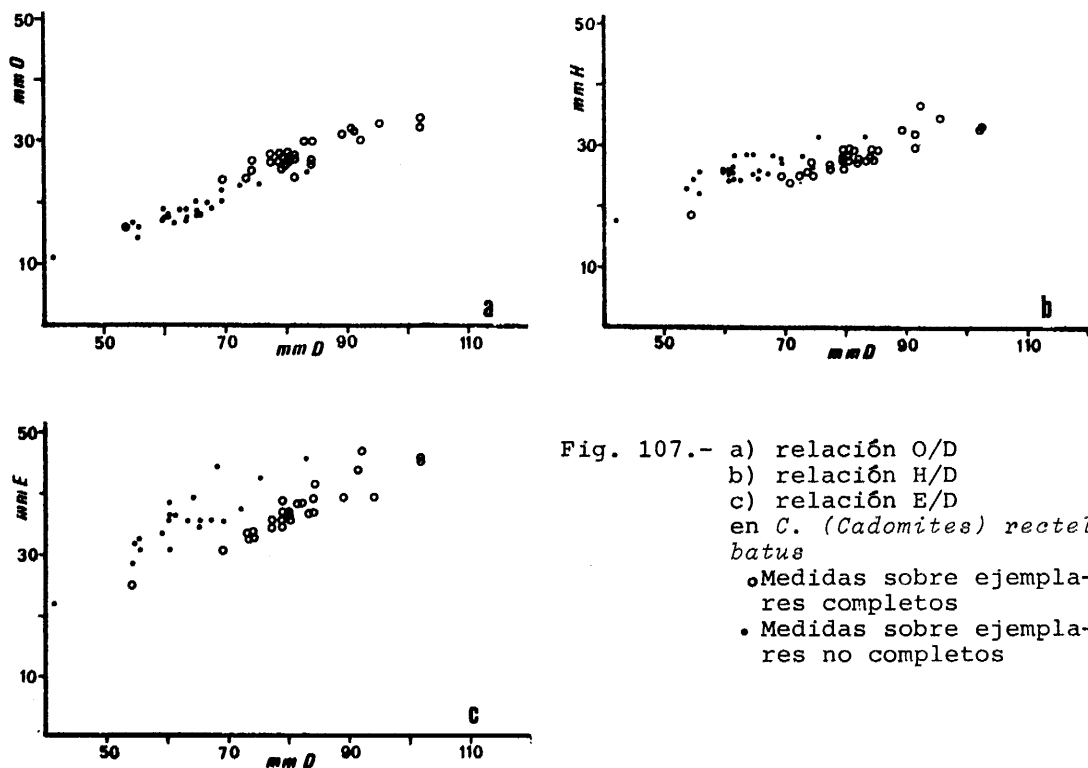 50
30
10
mm O
50
70
90
110
mm D
a
50
30
10
mm H
50
70
90
110
mm D
b
50
30
10
mm E
50
70
90
110
mm D
c
Fig. 107.- a) relación O/D
b) relación H/D
c) relación E/D
en C. (Cadomites) rectel
batus
Medidas sobre ejempla-
res completos
Medidas sobre ejempla-
res no completos